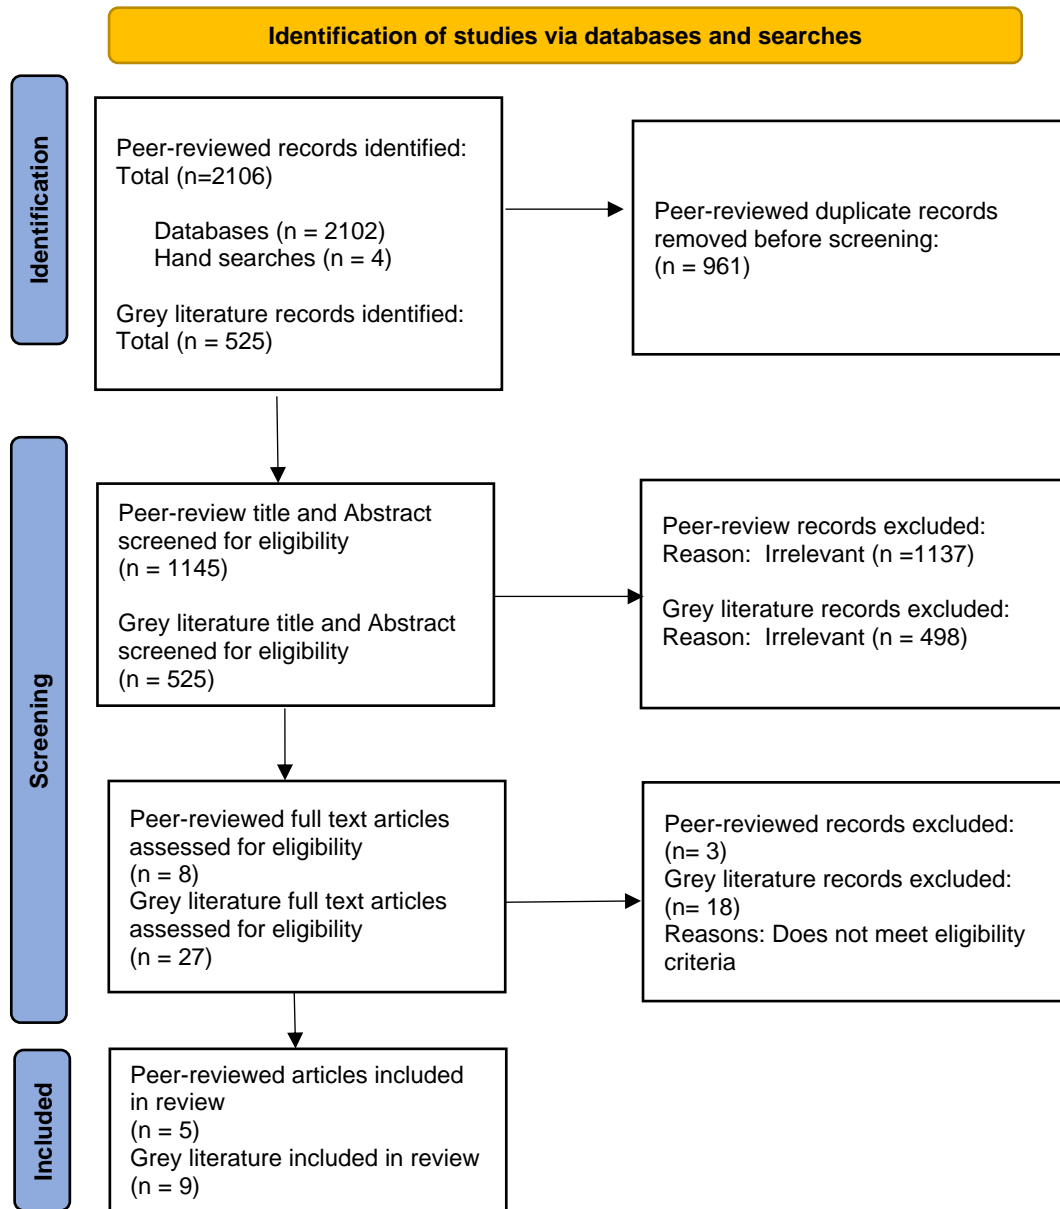 Identification of studies via databases and searches
Identification
Peer-reviewed records identified:
Total (n=2106)
Databases (n = 2102)
Hand searches (n = 4)
Grey literature records identified:
Total (n = 525)
Peer-reviewed duplicate records
removed before screening:
(n = 961)
Screening
Peer-review title and Abstract
screened for eligibility
(n = 1145)
Grey literature title and Abstract
screened for eligibility
(n = 525)
Peer-review records excluded:
Reason:  Irrelevant (n =1137)
Grey literature records excluded:
Reason:  Irrelevant (n = 498)
Peer-reviewed full text articles
assessed for eligibility
(n = 8)
Grey literature full text articles
assessed for eligibility
(n = 27)
Peer-reviewed records excluded:
(n= 3)
Grey literature records excluded:
(n= 18)
Reasons: Does not meet eligibility
criteria
Included
Peer-reviewed articles included
in review
(n = 5)
Grey literature included in review
(n = 9)